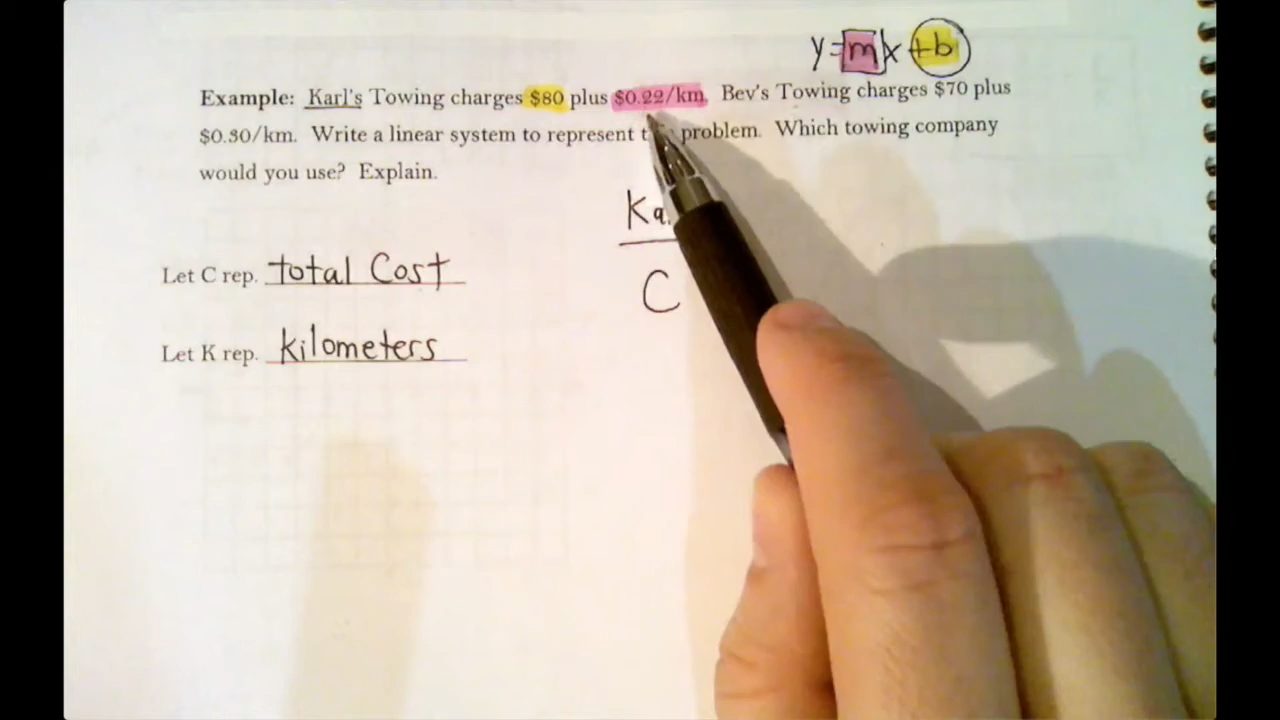 y=mx+b
Example: Karl's Towing charges $80 plus $0.22/km. Bev's Towing charges $70 plus
$0.30/km. Write a linear system to represent problem. Which towing company
would you use? Explain.
Let C rep. total Cost
C
Let K rep. kilometers